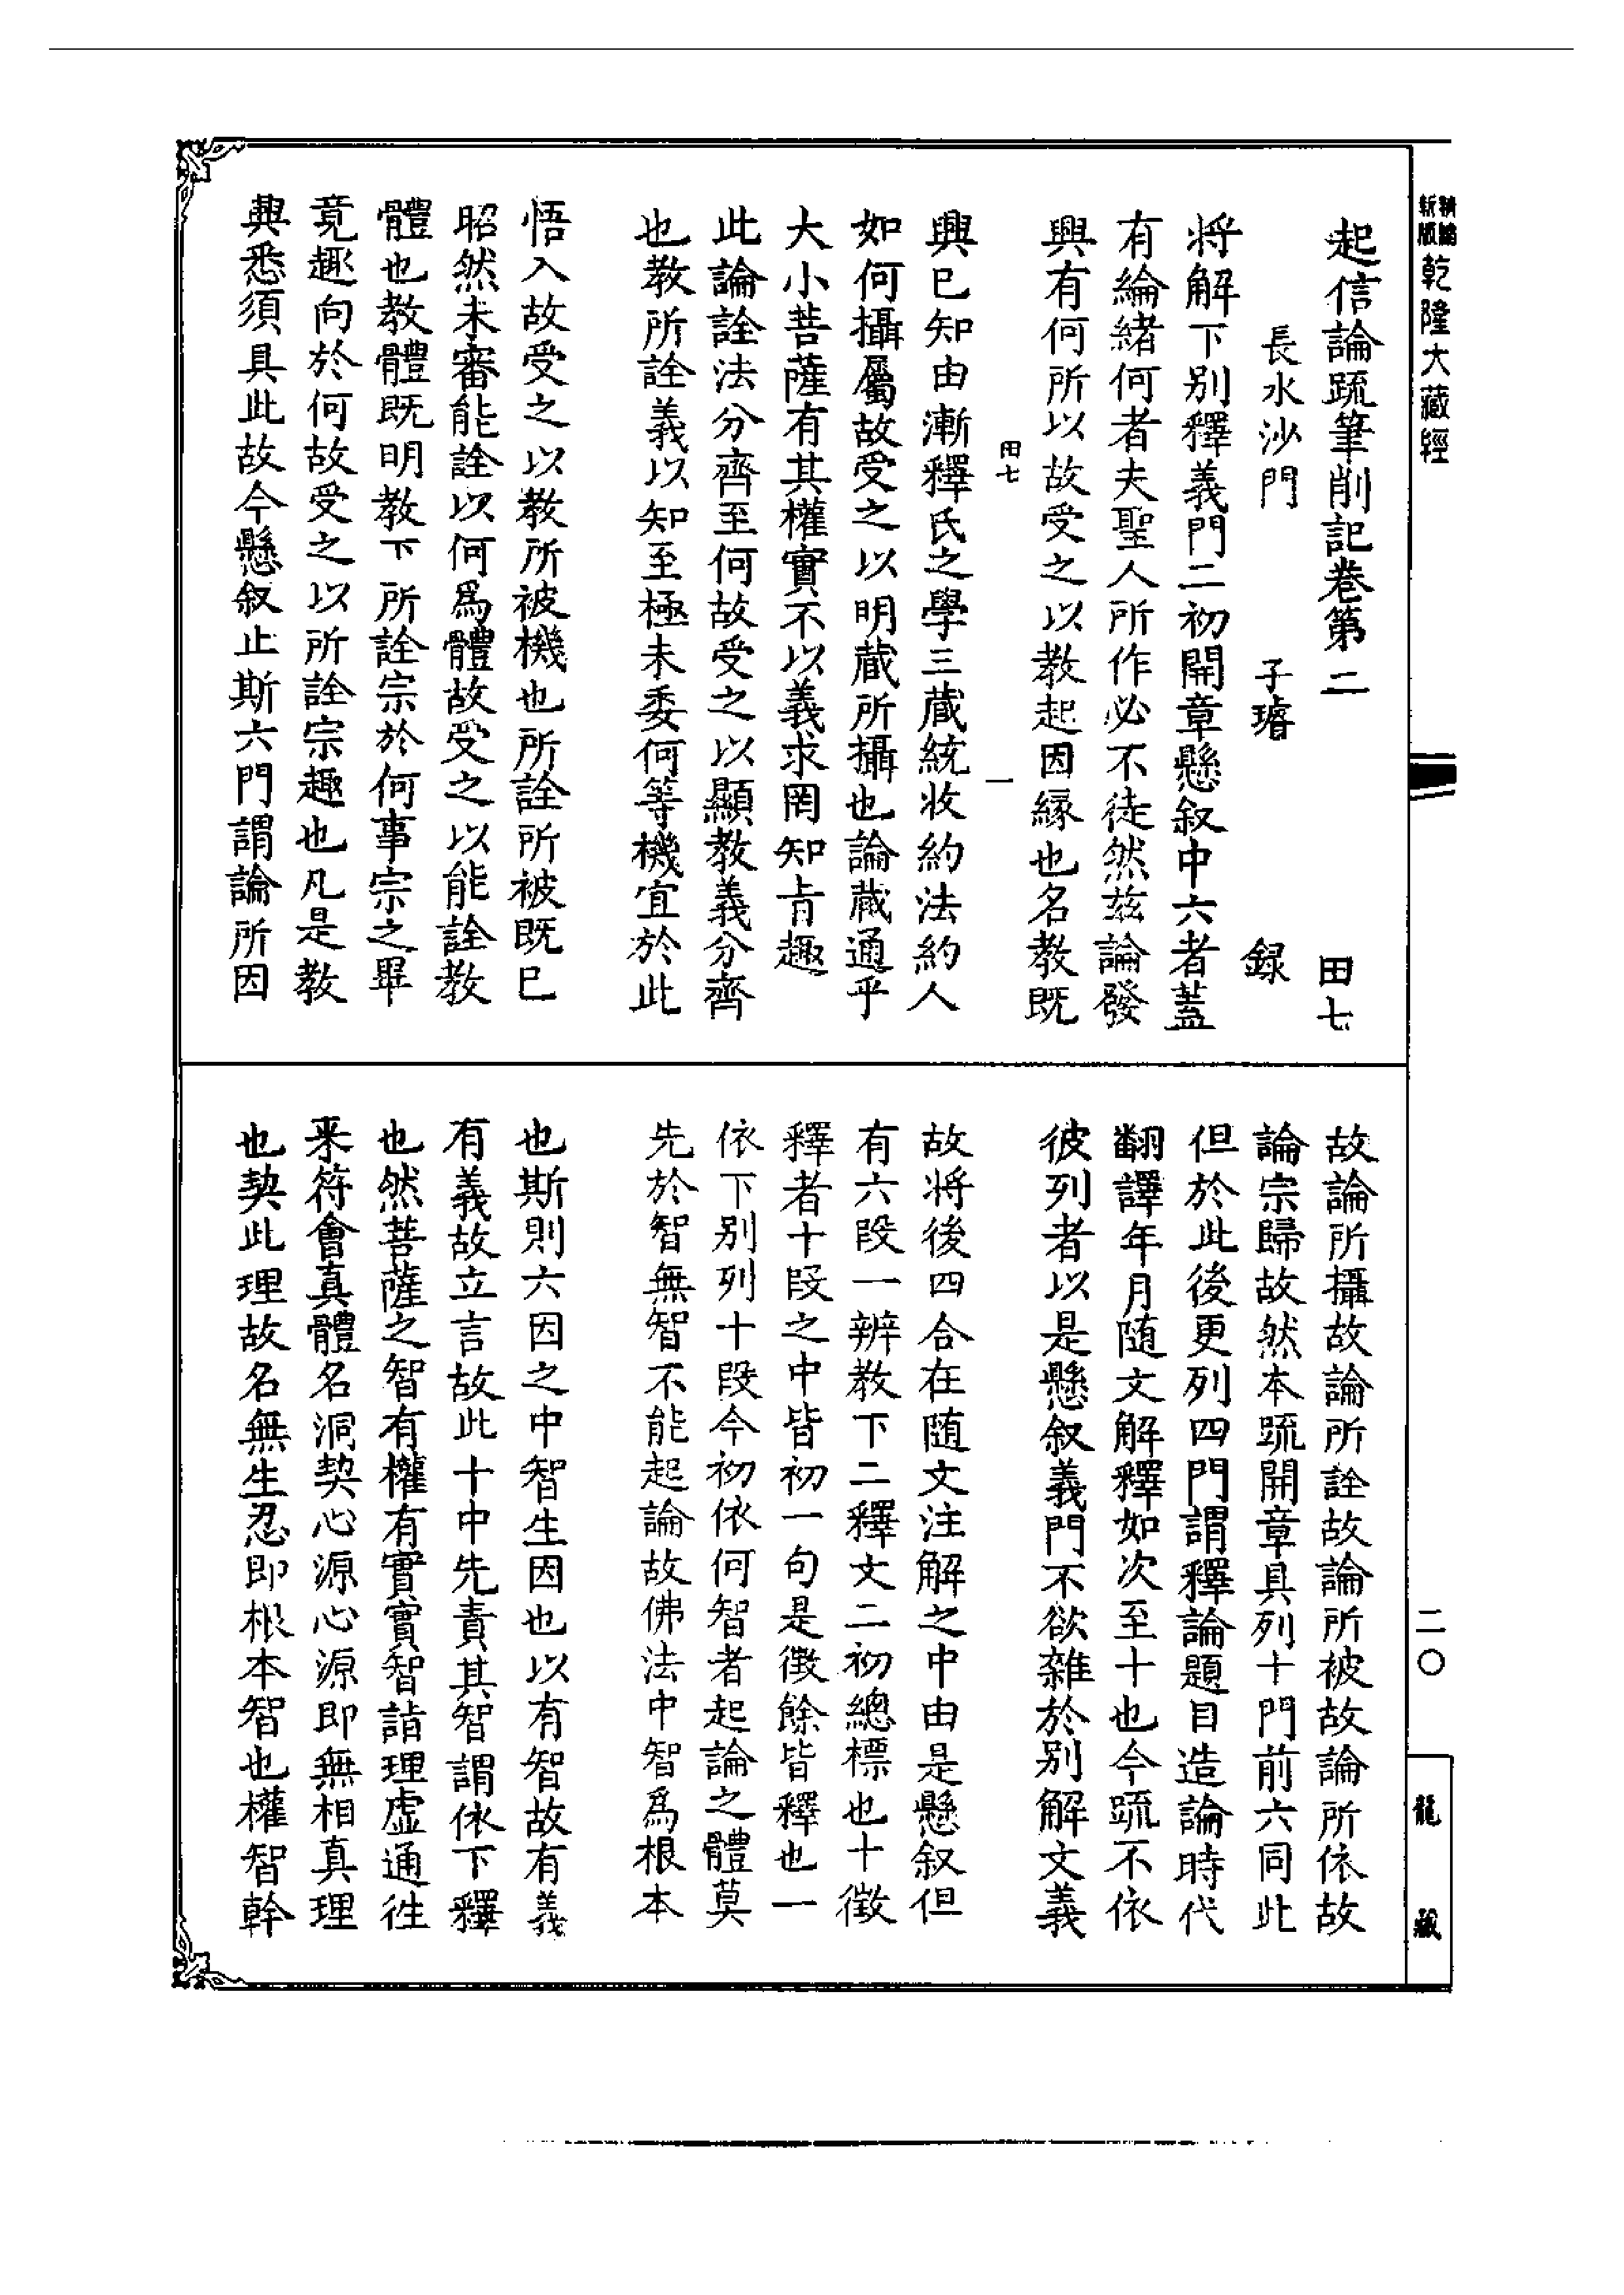 新編
新版
乾隆大藏經
起信論疏筆削記卷第二 田七
長水沙門 子璿 録
将解下别釋義門二初開章懸叙中六者蓋
有綸緒何者夫聖人所作必不徒然兹論發
興有何所以故受之以教起因緣也名教既
田七 一
興已知由漸釋氏之學三藏統收約法約人
如何攝屬故受之以明藏所攝也論藏通乎
大小菩薩有其權實不以義求罔知㫖趣
此論詮法分齊至何故受之以顯教義分齊
也教所詮義以知至極未委何等機宜於此
悟入故受之以教所被機也所詮所被既已
昭然未審能詮以何爲體故受之以能詮教
體也教體既明教下所詮宗於何事宗之畢
竟趣向於何故受之以所詮宗趣也凡是教
興悉須具此故今懸叙止斯六門謂論所因
故論所攝故論所詮故論所被故論所依故
論宗歸故然本疏開章具列十門前六同此
但於此後更列四門謂釋論題目造論時代
翻譯年月随文解釋如次至十也今疏不依
彼列者以是懸叙義門不欲雜於别解文義
故将後四合在随文注解之中由是懸叙但
有六段一辨教下二釋文二初總標也十徴
釋者十段之中皆初一句是徴餘皆釋也一
依下别列十段今初依何智者起論之體莫
先於智無智不能起論故佛法中智爲根本
也斯則六因之中智生因也以有智故有義
有義故立言故此十中先責其智謂依下釋
也然菩薩之智有權有實實智詣理虚通徃
来符會真體名洞契心源心源即無相真理
也契此理故名無生忍即根本智也權智幹
二〇
龍 藏